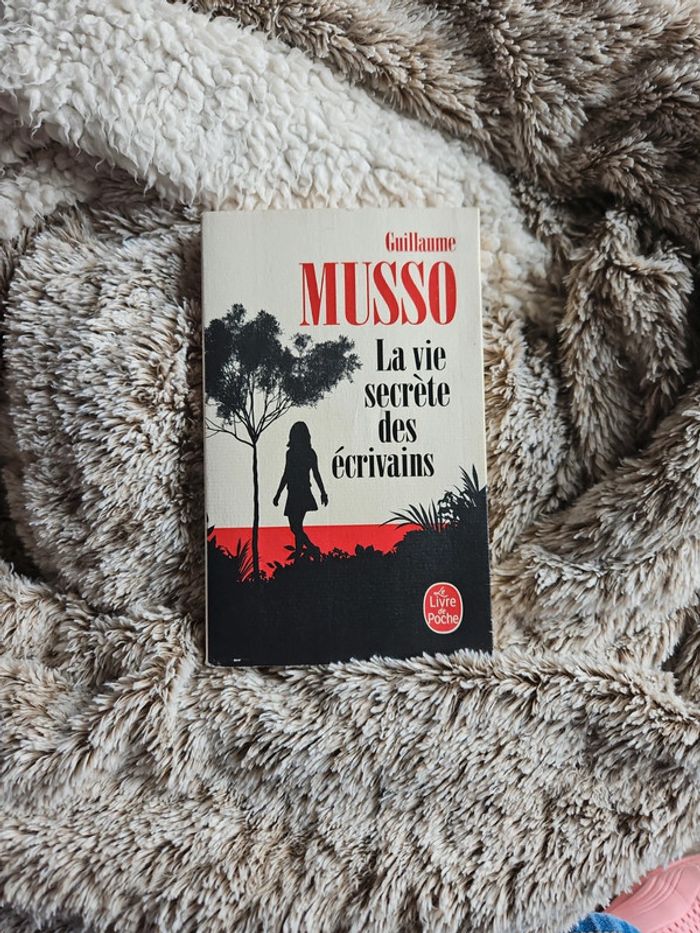 Guillaume
MUSSO
La vie
secrète
des
écrivains
Le
Livre
de
Poche